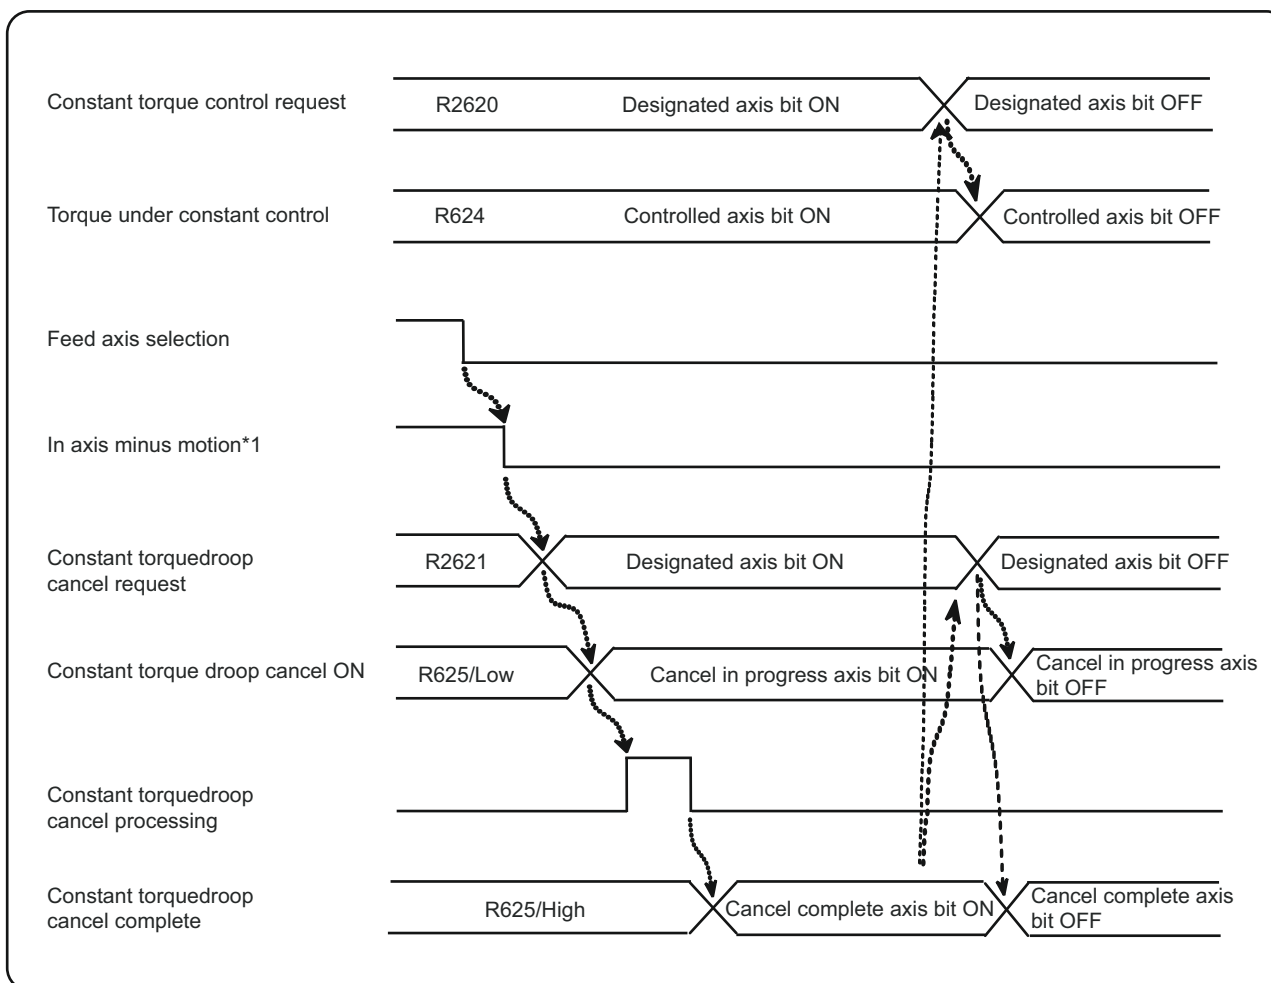 Constant torque control request
R2620
Designated axis bit ON
Designated axis bit OFF
Torque under constant control
R624
Controlled axis bit ON
Controlled axis bit OFF
Feed axis selection
In axis minus motion*1
Constant torquedroop
cancel request
R2621
Designated axis bit ON
Designated axis bit OFF
Constant torque droop cancel ON
R625/Low
Cancel in progress axis bit ON
Cancel in progress axis
bit OFF
Constant torquedroop
cancel processing
Constant torquedroop
cancel complete
R625/High
Cancel complete axis bit ON
Cancel complete axis
bit OFF